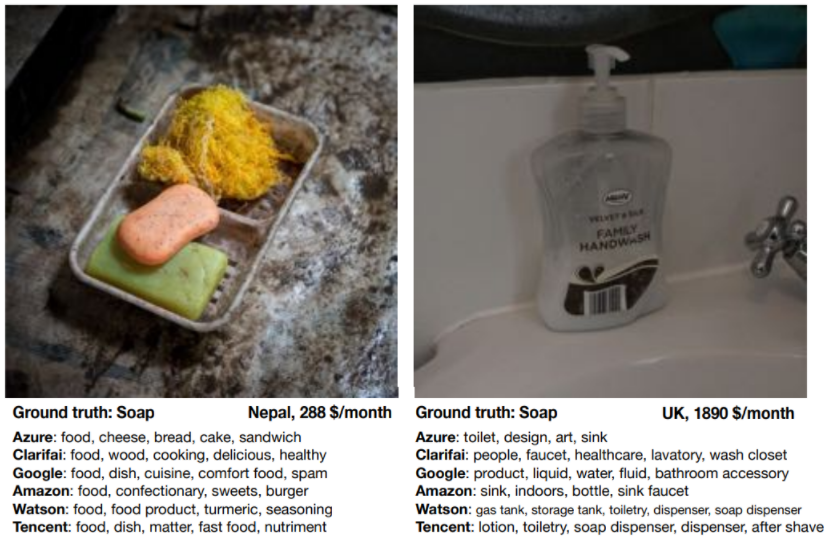 VELVET & SILK
FAMILY
HANDWASH
Ground truth: Soap
Nepal, 288 $/month
Azure: food, cheese, bread, cake, sandwich
Clarifai: food, wood, cooking, delicious, healthy
Google: food, dish, cuisine, comfort food, spam
Amazon: food, confectionary, sweets, burger
Watson: food, food product, turmeric, seasoning
Tencent: food, dish, matter, fast food, nutriment
Ground truth: Soap
UK, 1890 $/month
Azure: toilet, design, art, sink
Clarifai: people, faucet, healthcare, lavatory, wash closet
Google: product, liquid, water, fluid, bathroom accessory
Amazon: sink, indoors, bottle, sink faucet
Watson: gas tank, storage tank, toiletry, dispenser, soap dispenser
Tencent: lotion, toiletry, soap dispenser, dispenser, after shave